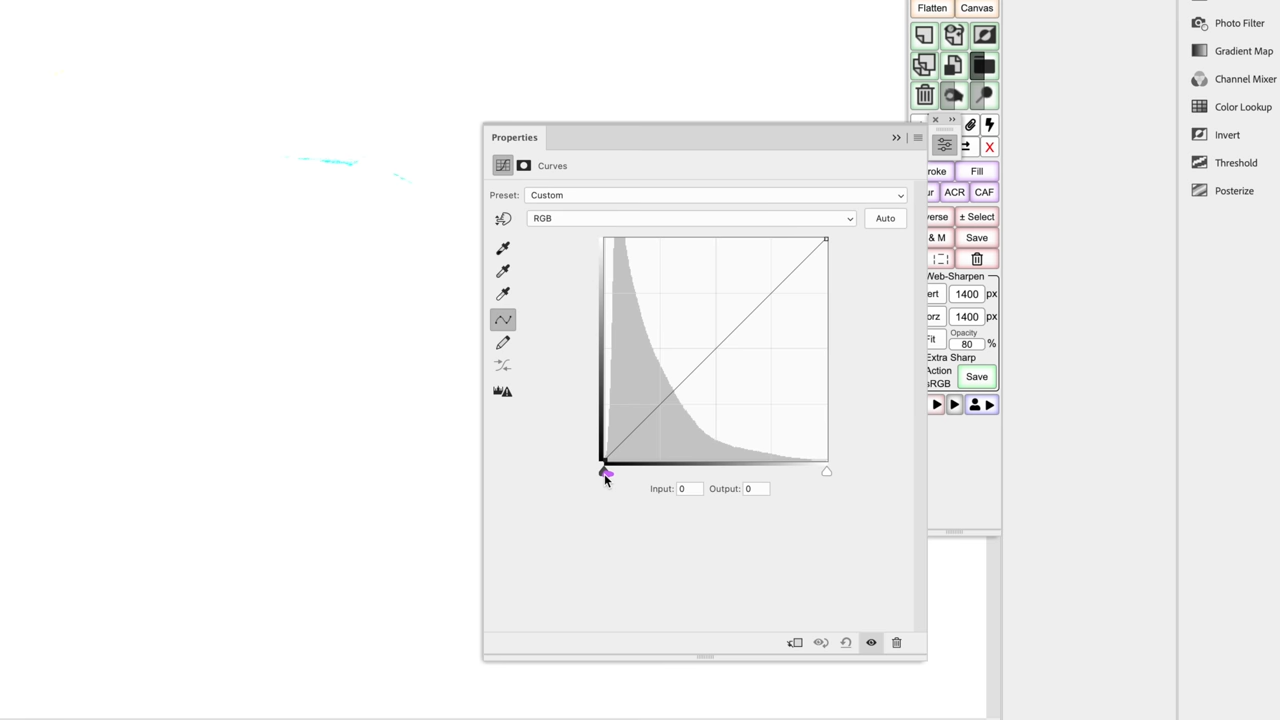 Flatten Canvas
Photo Filter
Gradient Map
Channel Mixer
Color Lookup
Invert
Threshold
Posterize
Properties
Curves
Preset: Custom
RGB Auto
Input: 0 Output: 0
X
roke Fill
ur ACR CAF
verse ± Select
& M Save
Web-Sharpen
ert 1400 px
orz 1400 px
Fit Opacity
80 %
Extra Sharp
Action
sRGB Save